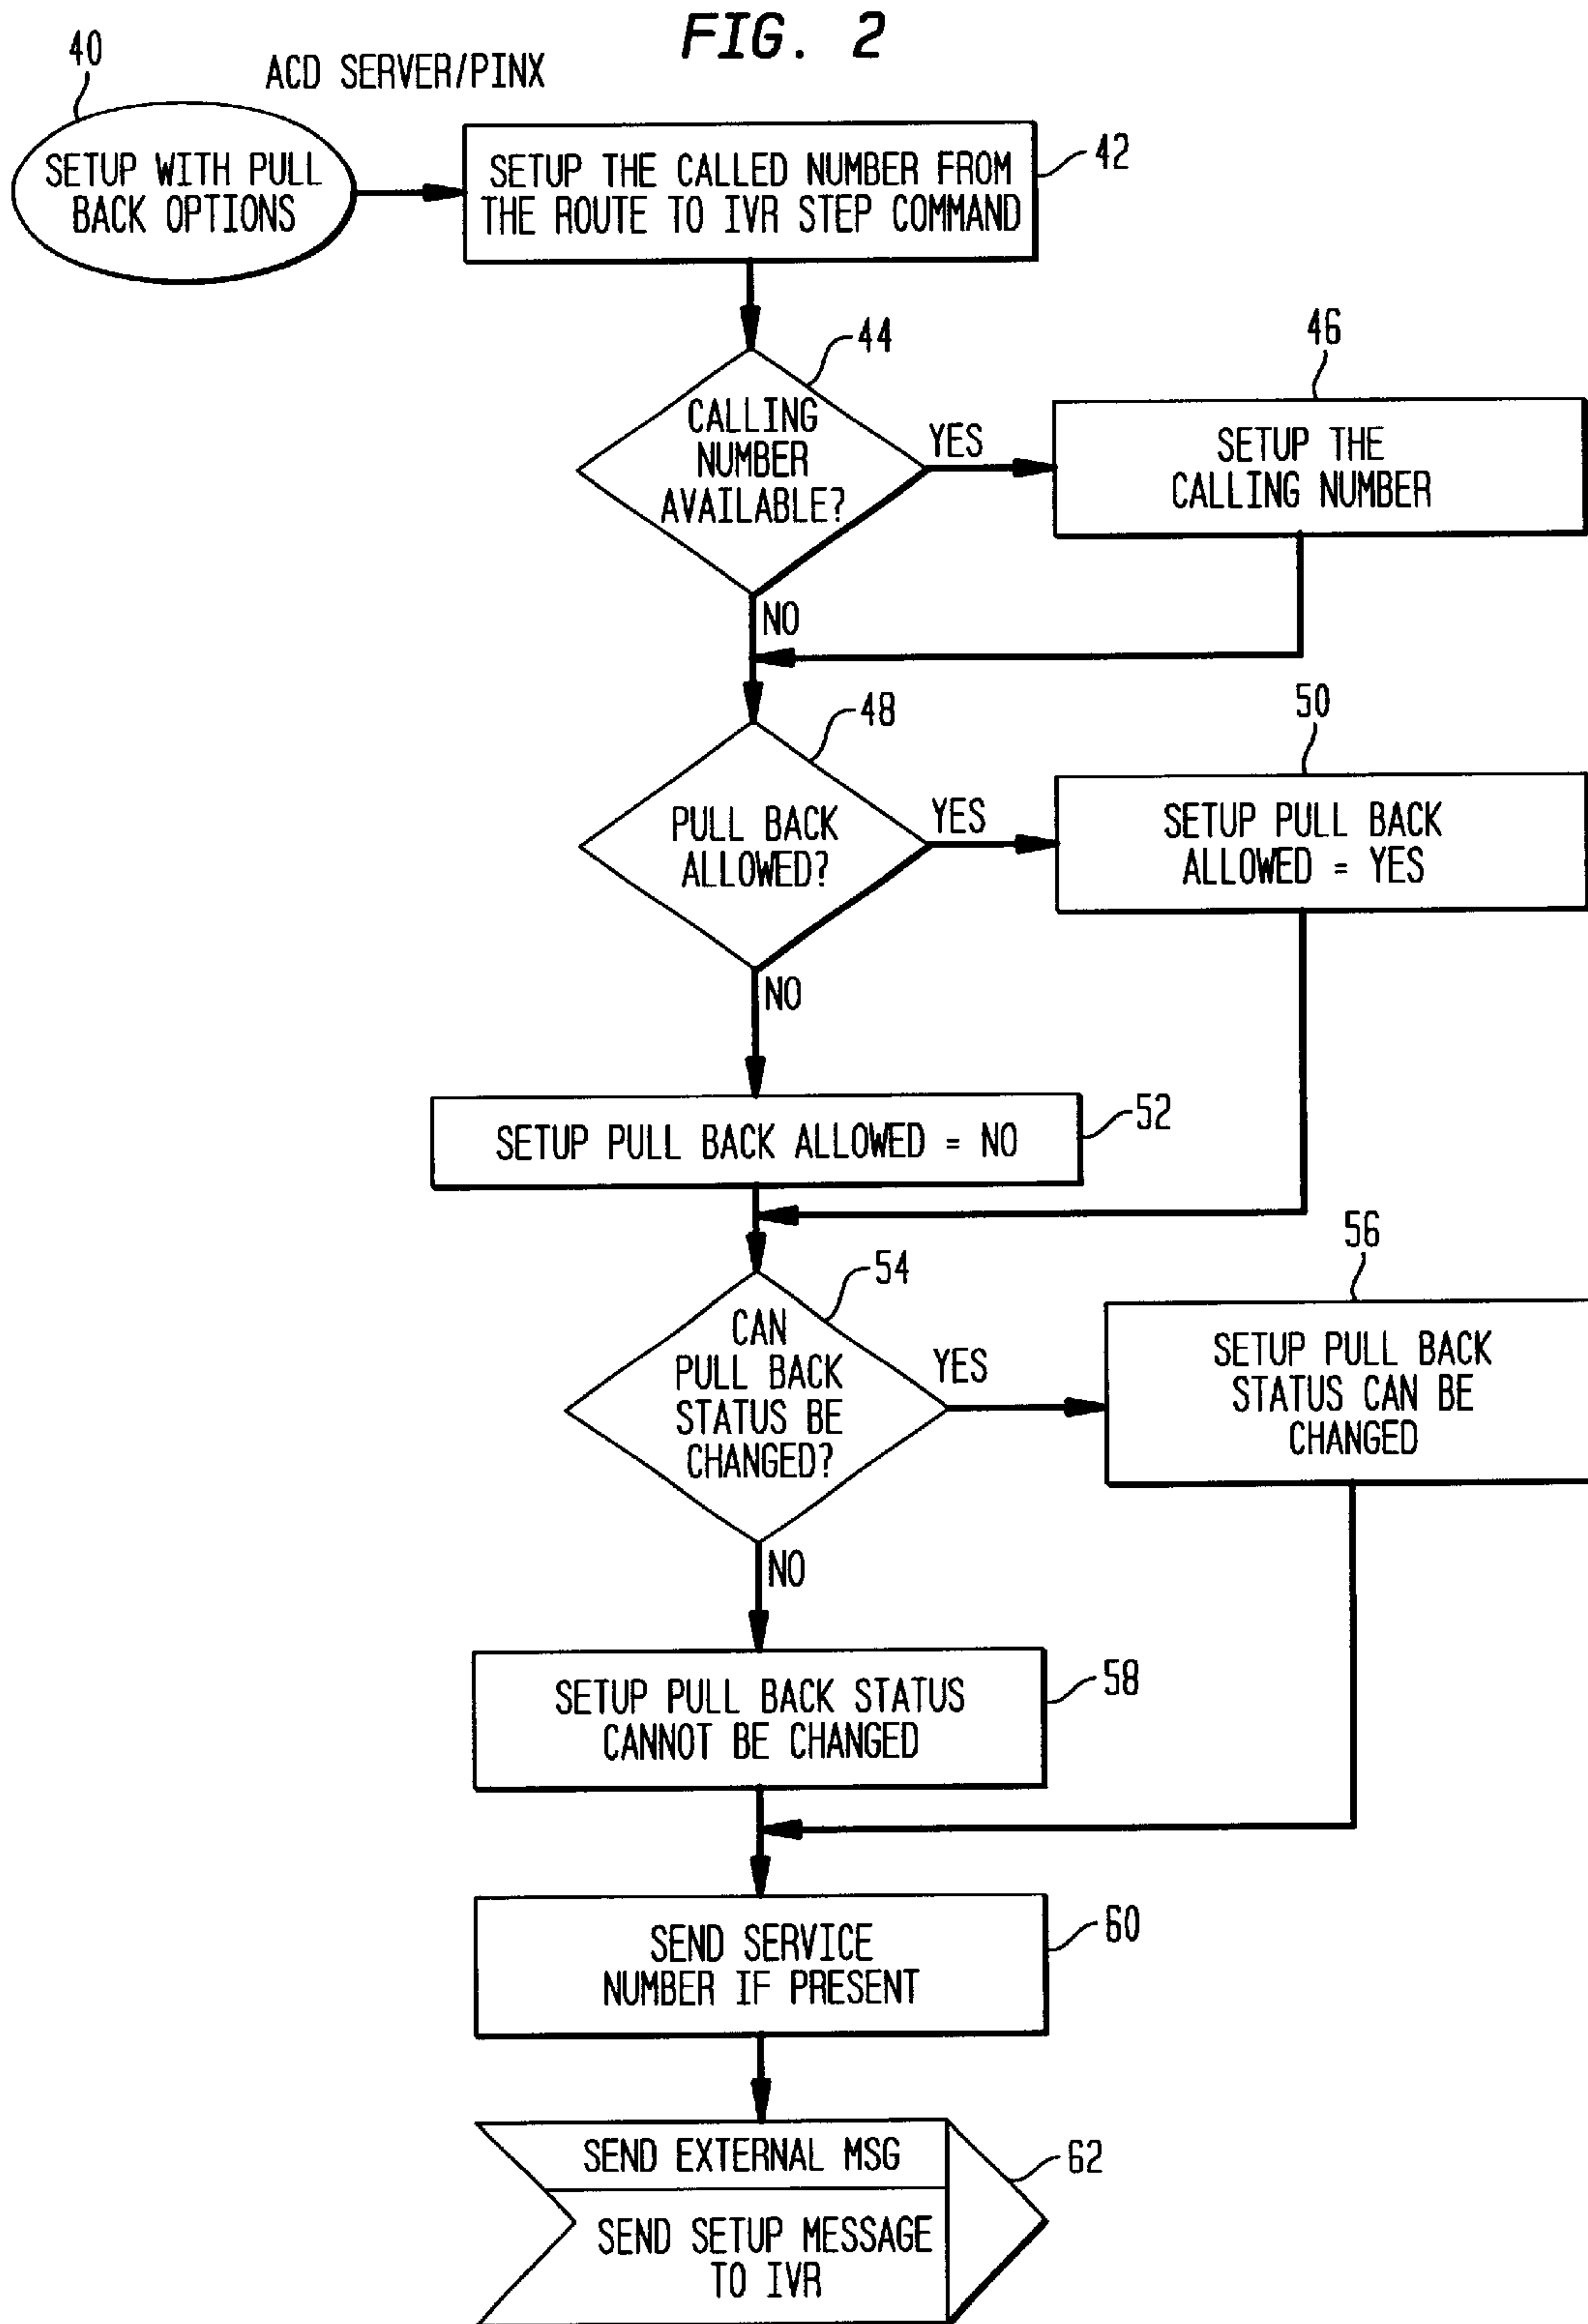 FIG. 2
40
ACD SERVER/PINX
SETUP WITH PULL
BACK OPTIONS
SETUP THE CALLED NUMBER FROM
THE ROUTE TO IVR STEP COMMAND
42
44
CALLING
NUMBER
AVAILABLE?
YES
46
SETUP THE
CALLING NUMBER
NO
48
PULL BACK
ALLOWED?
YES
50
SETUP PULL BACK
ALLOWED = YES
NO
SETUP PULL BACK ALLOWED = NO
52
54
CAN
PULL BACK
STATUS BE
CHANGED?
YES
56
SETUP PULL BACK
STATUS CAN BE
CHANGED
NO
SETUP PULL BACK STATUS
CANNOT BE CHANGED
58
SEND SERVICE
NUMBER IF PRESENT
60
SEND EXTERNAL MSG
62
SEND SETUP MESSAGE
TO IVR